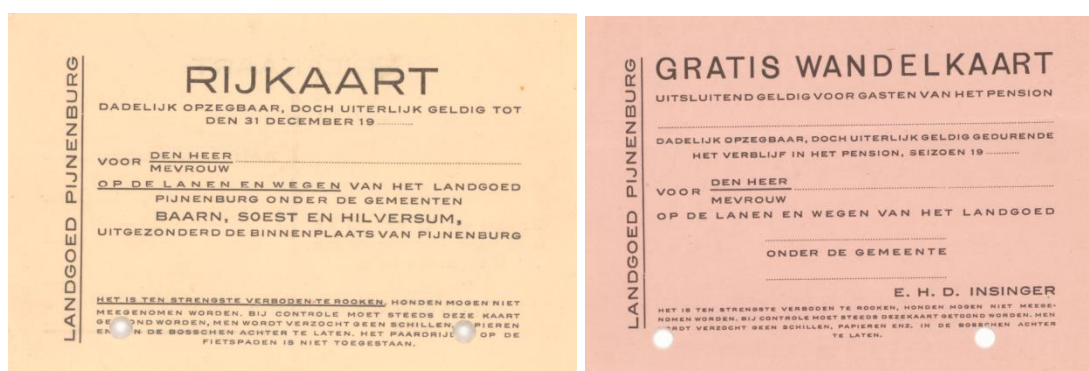 LANDGOED PIJNENBURG
RIJKAART
DADELIJK OPZEGBAAR, DOCH UITERLIJK GELDIG TOT
DEN 31 DECEMBER 19
VOOR DEN HEER
MEVROUW
OP DE LANEN EN WEGEN VAN HET LANDGOED
PIJNENBURG ONDER DE GEMEENTEN
BAARN, SOEST EN HILVERSUM,
UITGEZONDERD DE BINNENPLAATS VAN PIJNENBURG
HET IS TEN STRENGSTE VERBODEN TE ROOKEN, HONDEN MOGEN NIET
MEEGENOMEN WORDEN. BIJ CONTROLE MOET STEEDS DEZE KAART
WORDEN, MEN WORDT VERZOCHT GEEN SCHILLEN,
DE BOSSCHEN ACHTER TE LATEN. HET OP DE
FIETSPADEN IS NIET TOEGESTAAN.
LANDGOED PIJNENBURG
GRATIS WANDELKAART
UITSLUITEND GELDIG VOOR GASTEN VAN HET PENSION
DADELIJK OPZEGBAAR, DOCH UITERLIJK GELDIG GEDURENDE
HET VERBLIJF IN HET PENSION, SEIZOEN 19
VOOR DEN HEER
MEVROUW
OP DE LANEN EN WEGEN VAN HET LANDGOED
ONDER DE GEMEENTE
E. H. D. INSINGER
HET IS TEN STRENGSTE VERBODEN TE ROOKEN, HONDEN MOGEN NIET MEEGE-
NOMEN WORDEN. BIJ CONTROLE MOET STEEDS DEZE KAART GETOOND WORDEN. MEN
WORDT VERZOCHT GEEN SCHILLEN, PAPIEREN ENZ. IN DE BOSSCHEN ACHTER
TE LATEN.